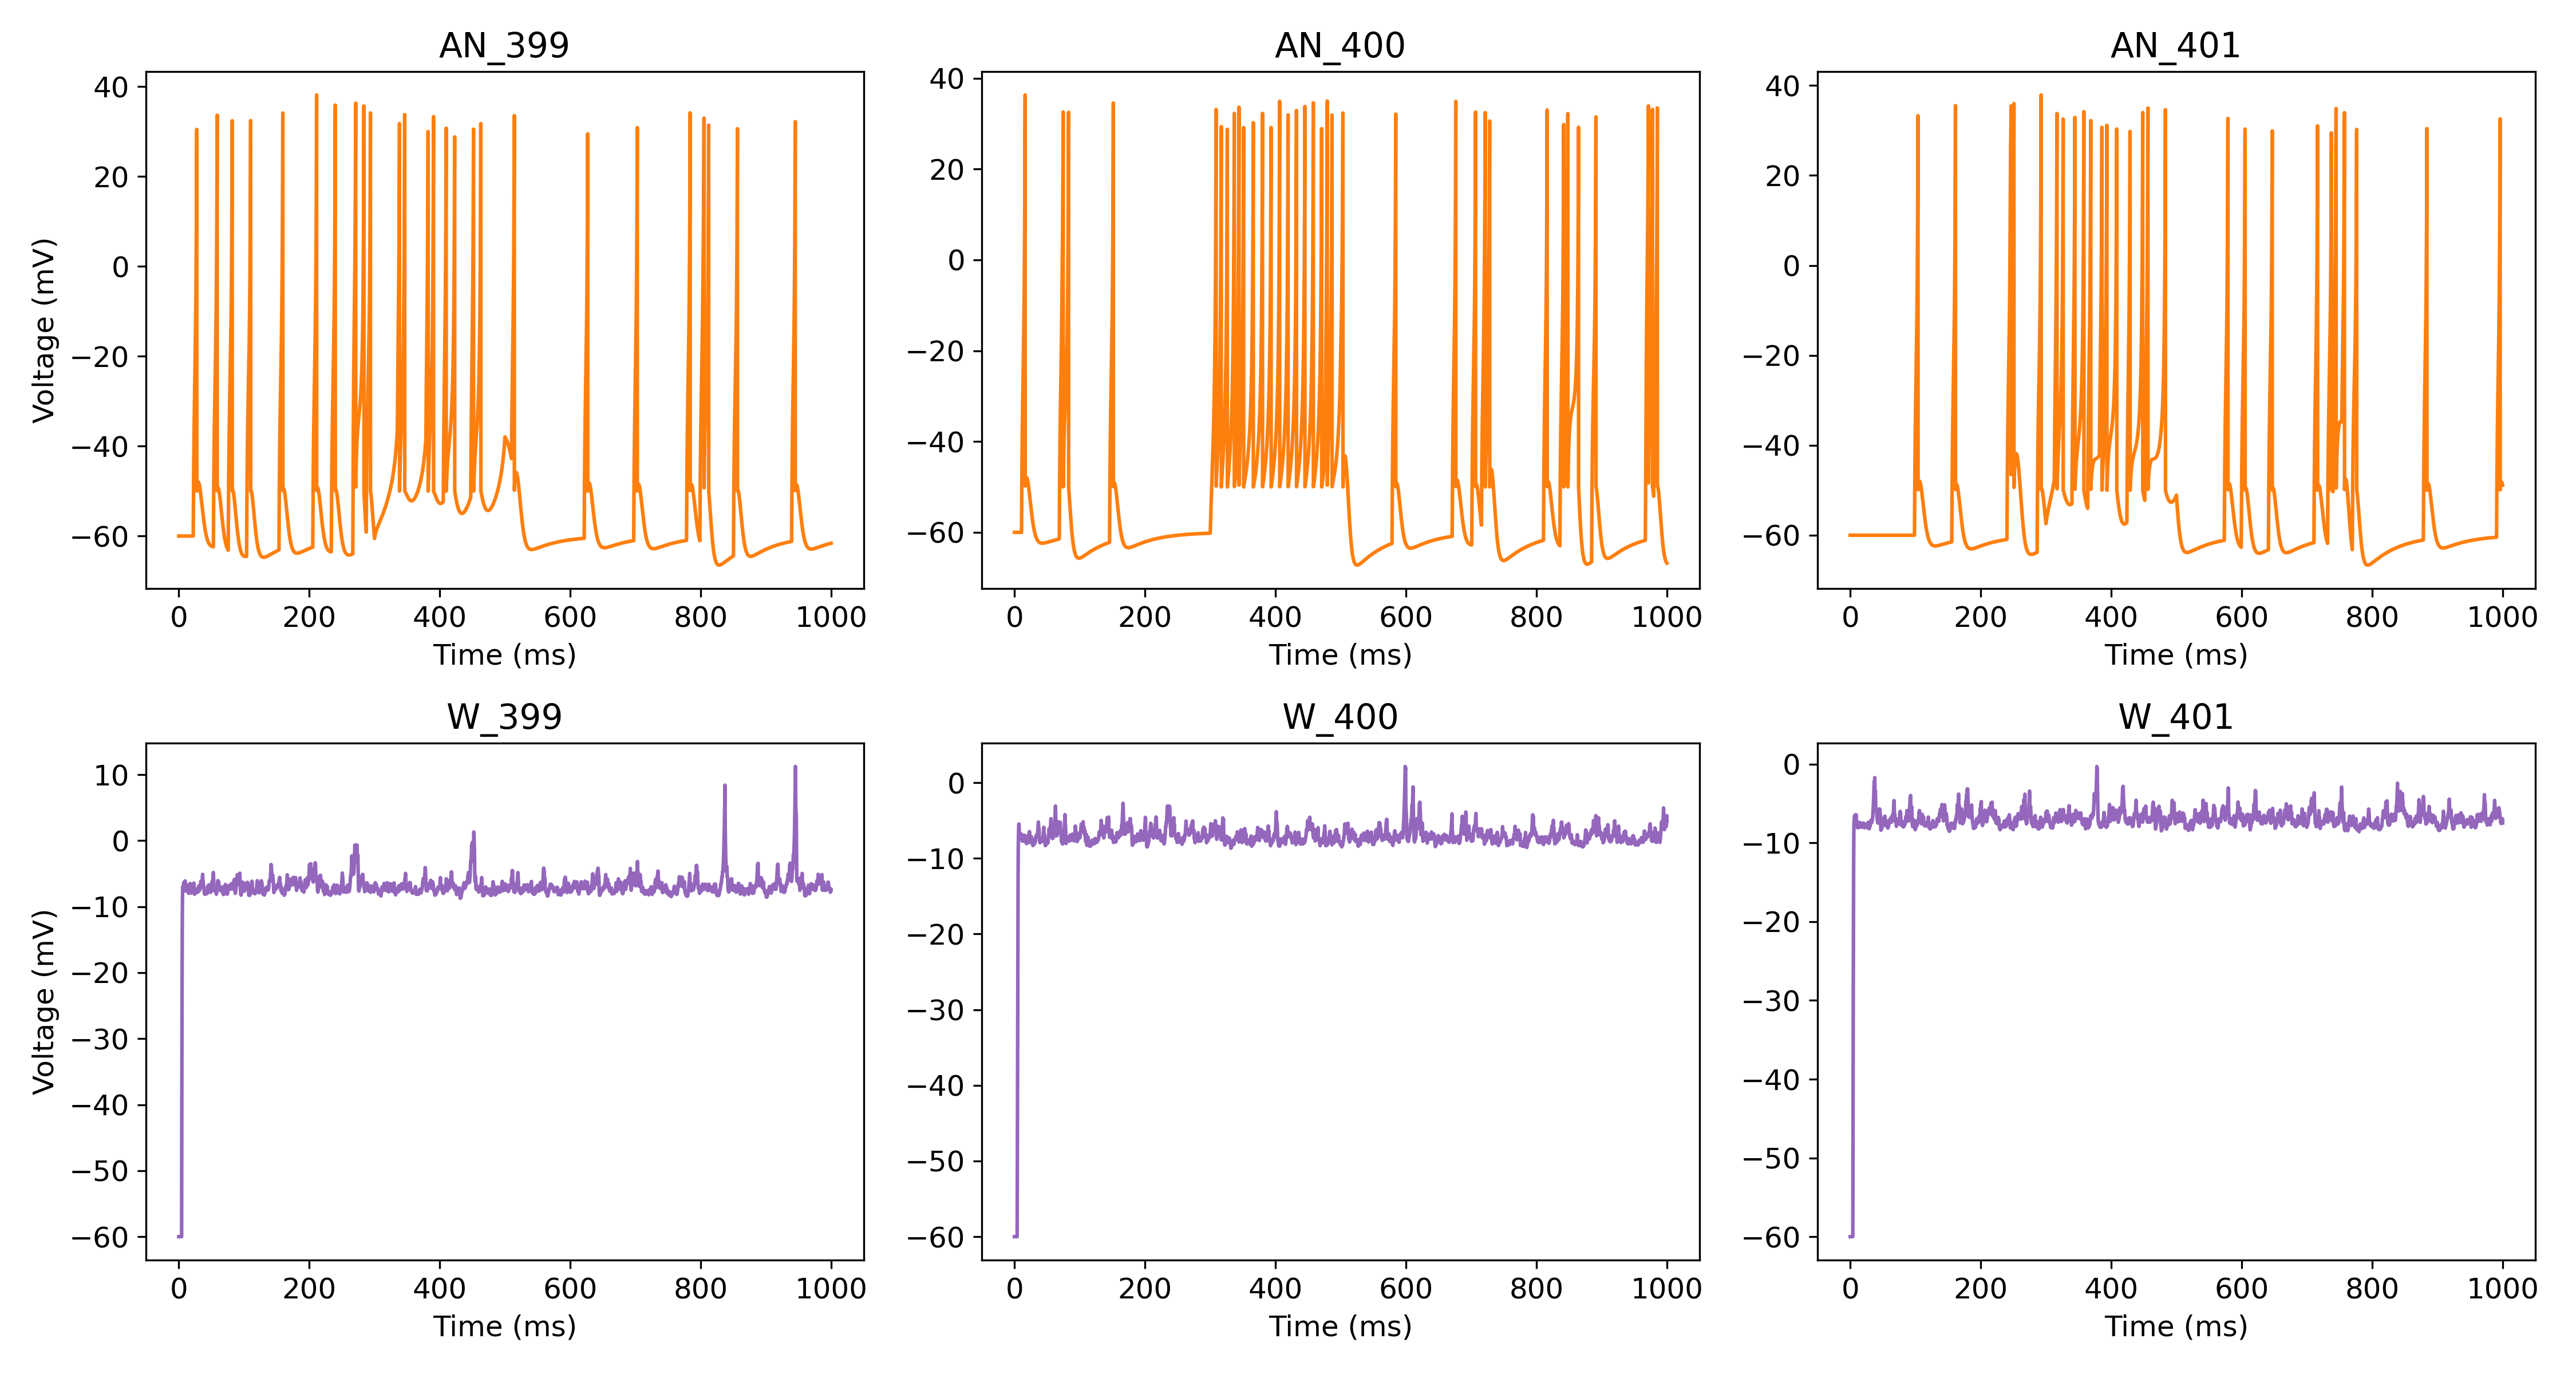 AN_399 AN_400 AN_401
40 40 40
20 20 20
0 0 0
−20 −20 −20
−40 −40 −40
−60 −60 −60
Voltage (mV)
0 200 400 600 800 1000 0 200 400 600 800 1000 0 200 400 600 800 1000
Time (ms) Time (ms) Time (ms)
W_399 W_400 W_401
10 0 0
0 −10 −10
−10 −20 −20
−20 −30 −30
−30 −40 −40
−40 −50 −50
−50 −60 −60
−60
Voltage (mV)
0 200 400 600 800 1000 0 200 400 600 800 1000 0 200 400 600 800 1000
Time (ms) Time (ms) Time (ms)